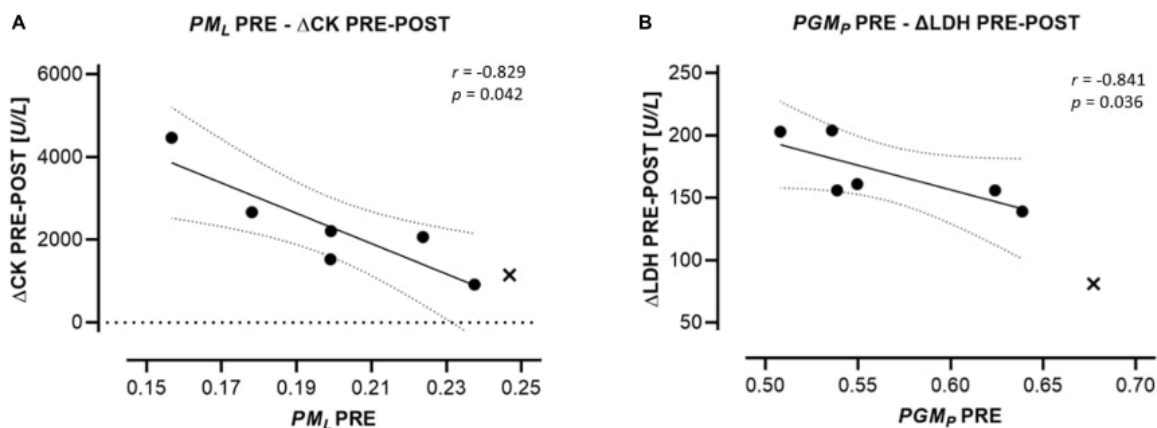 A
PM_L PRE - ΔCK PRE-POST
r = -0.829
p = 0.042
ΔCK PRE-POST [U/L]
6000
4000
2000
0
0.15 0.17 0.19 0.21 0.23 0.25
PM_L PRE
B
PGM_P PRE - ΔLDH PRE-POST
r = -0.841
p = 0.036
ΔLDH PRE-POST [U/L]
250
200
150
100
50
0.50 0.55 0.60 0.65 0.70
PGM_P PRE